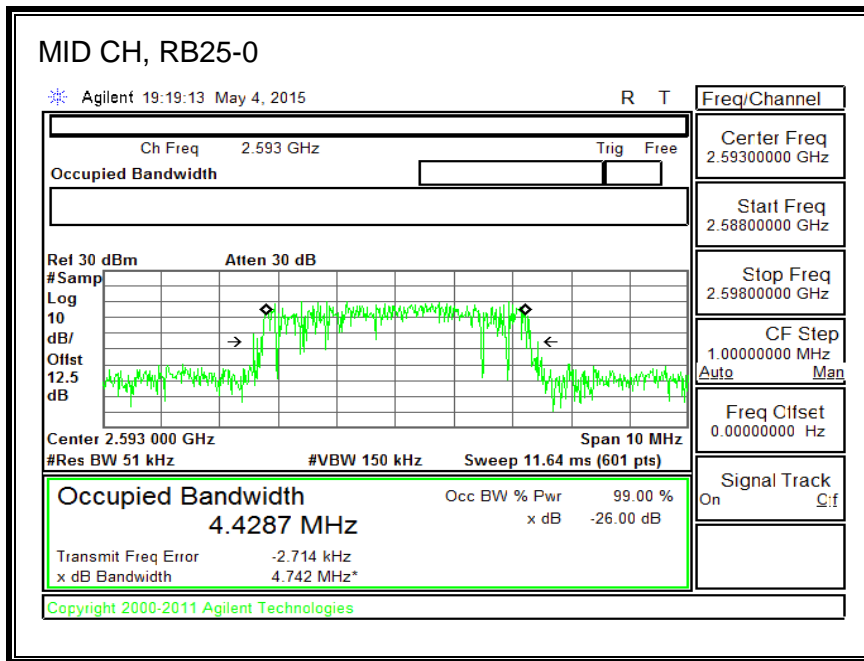 MID CH, RB25-0
Agilent 19:19:13 May 4, 2015 R T
Ch Freq 2.593 GHz Trig Free
Occupied Bandwidth
Ref 30 dBm Atten 30 dB
#Samp
Log
10
dB/
Offst
12.5
dB
Center 2.593 000 GHz Span 10 MHz
#Res BW 51 kHz #VBW 150 kHz Sweep 11.64 ms (601 pts)
Occupied Bandwidth Occ BW % Pwr 99.00 %
4.4287 MHz x dB -26.00 dB
Transmit Freq Error -2.714 kHz
x dB Bandwidth 4.742 MHz*
Copyright 2000-2011 Agilent Technologies
Freq/Channel
Center Freq
2.59300000 GHz
Start Freq
2.58800000 GHz
Stop Freq
2.59800000 GHz
CF Step
1.00000000 MHz
Auto Man
Freq Offset
0.00000000 Hz
Signal Track
On Off